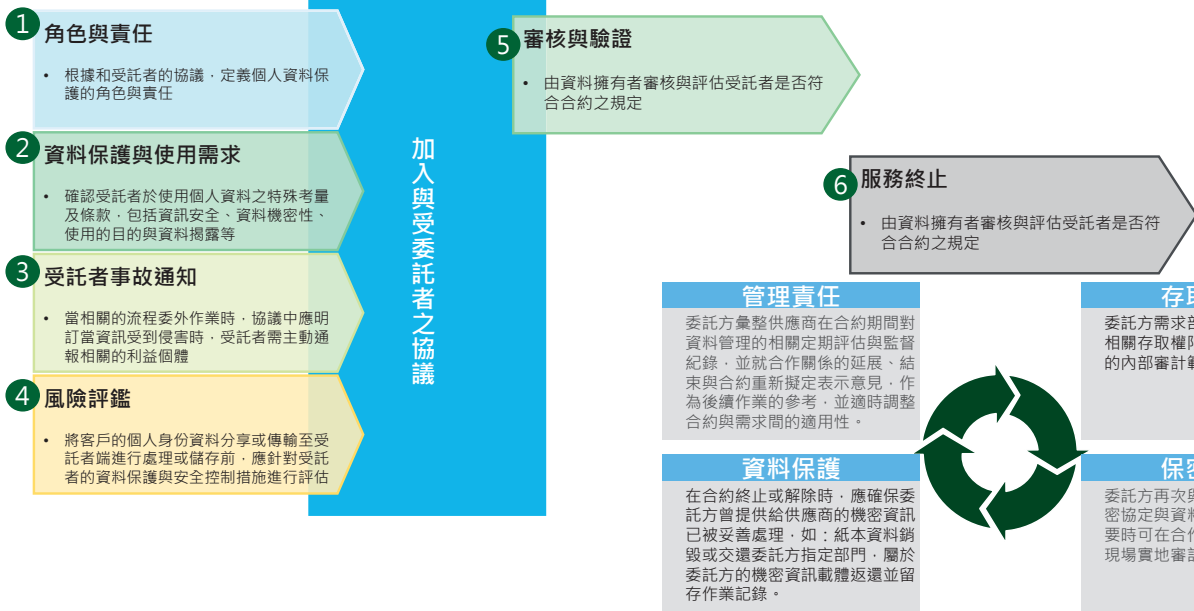 1
角色與責任
• 根據和受託者的協議，定義個人資料保
護的角色與責任
2
資料保護與使用需求
• 確認受託者於使用個人資料之特殊考量
及條款，包括資訊安全、資料機密性、
使用的目的與資料揭露等
3
受託者事故通知
• 當相關的流程委外作業時，協議中應明
訂當資訊受到侵害時，受託者需主動通
報相關的利益個體
4
風險評鑑
• 將客戶的個人身份資料分享或傳輸至受
託者端進行處理或儲存前，應針對受託
者的資料保護與安全控制措施進行評估
加入與受委託者之協議
5
審核與驗證
• 由資料擁有者審核與評估受託者是否符
合合約之規定
6
服務終止
• 由資料擁有者審核與評估受託者是否符
合合約之規定
管理責任
委託方彙整供應商在合約期間對
資料管理的相關定期評估與監督
紀錄，並就合作關係的延展、結
束與合約重新擬定表示意見，作
為後續作業的參考，並適時調整
合約與需求間的適用性。
存取
委託方需求部
相關存取權限
的內部審計範
資料保護
在合約終止或解除時，應確保委
託方曾提供給供應商的機密資訊
已被妥善處理，如：紙本資料銷
毀或交還委託方指定部門，屬於
委託方的機密資訊載體返還並留
存作業記錄。
保密
委託方再次與
密協定與資料
要時可在合作
現場實地審計